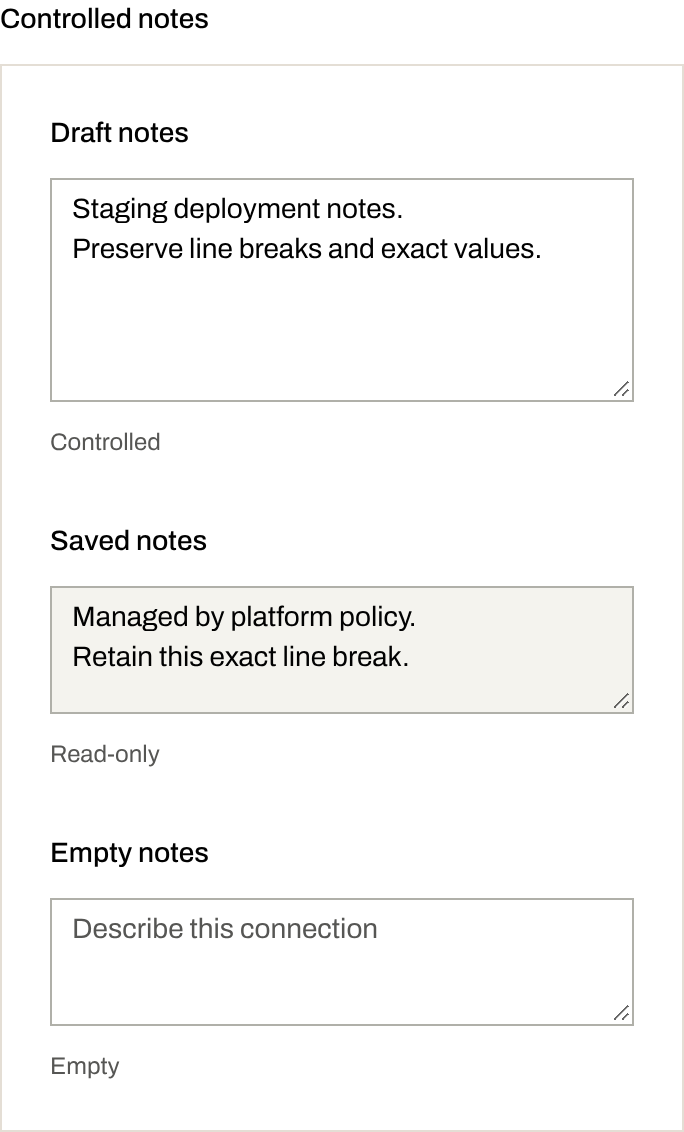 Controlled notes
Draft notes
Staging deployment notes.
Preserve line breaks and exact values.
Controlled
Saved notes
Managed by platform policy.
Retain this exact line break.
Read-only
Empty notes
Describe this connection
Empty